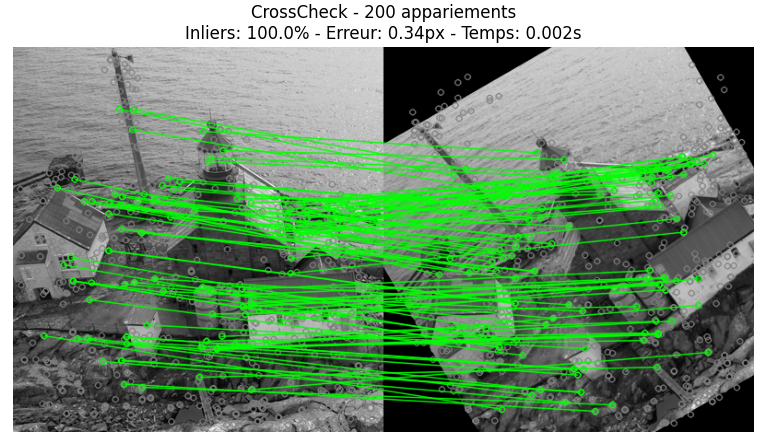 CrossCheck - 200 appariements
Inliers: 100.0% - Erreur: 0.34px - Temps: 0.002s